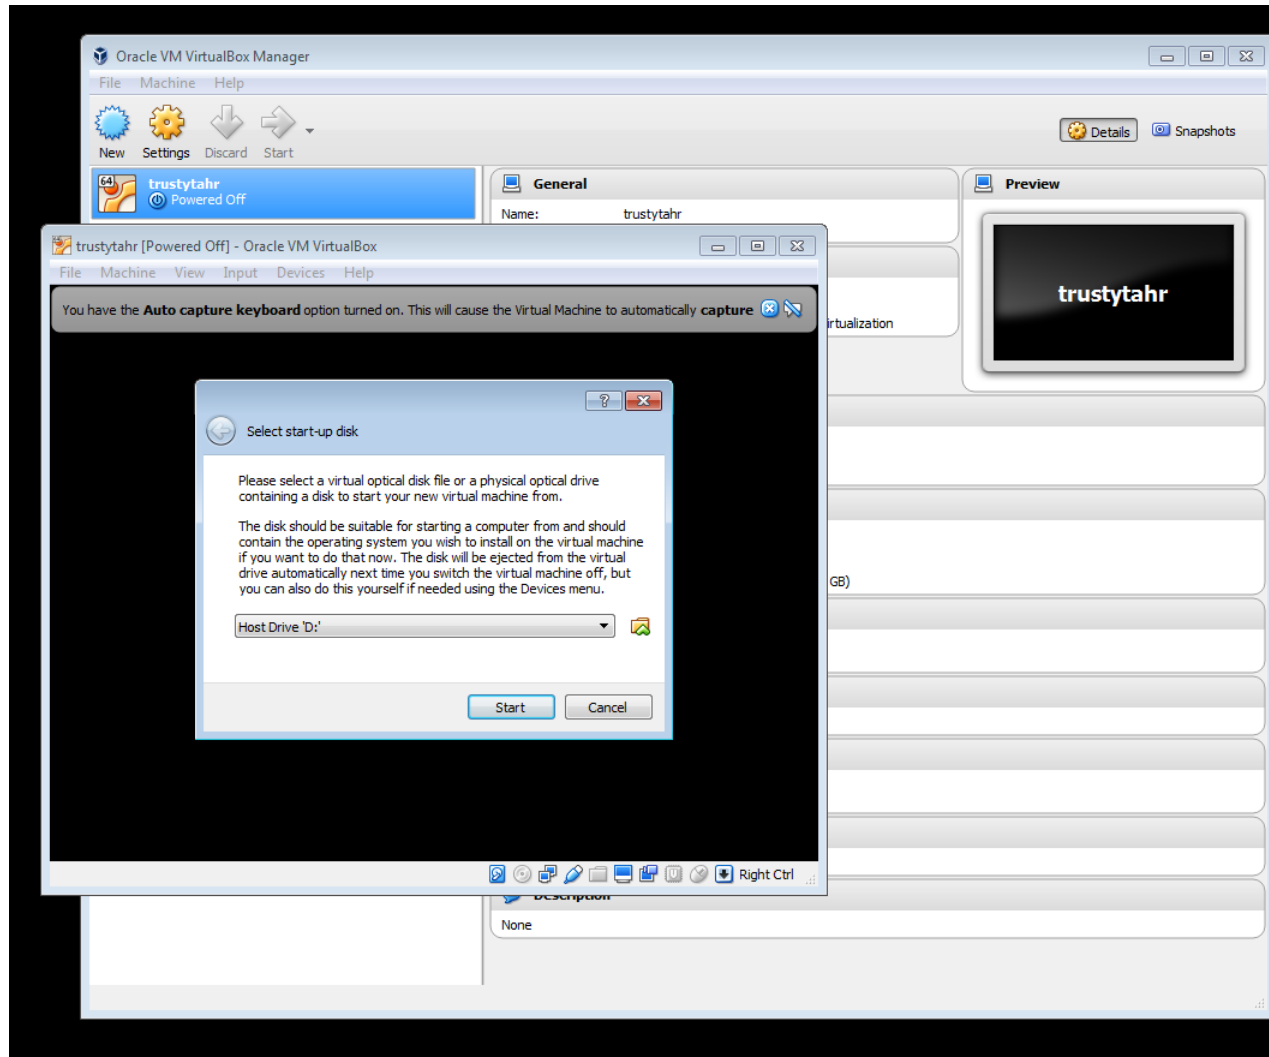 Oracle VM VirtualBox Manager
File Machine Help
New Settings Discard Start
Details Snapshots
64 trustytahr
Powered Off
General
Name: trustytahr
Preview
trustytahr
trustytahr [Powered Off] - Oracle VM VirtualBox
File Machine View Input Devices Help
You have the Auto capture keyboard option turned on. This will cause the Virtual Machine to automatically capture
irtualization
Select start-up disk
Please select a virtual optical disk file or a physical optical drive
containing a disk to start your new virtual machine from.
The disk should be suitable for starting a computer from and should
contain the operating system you wish to install on the virtual machine
if you want to do that now. The disk will be ejected from the virtual
drive automatically next time you switch the virtual machine off, but
you can also do this yourself if needed using the Devices menu.
GB)
Host Drive 'D:'
Start Cancel
Right Ctrl
Description
None